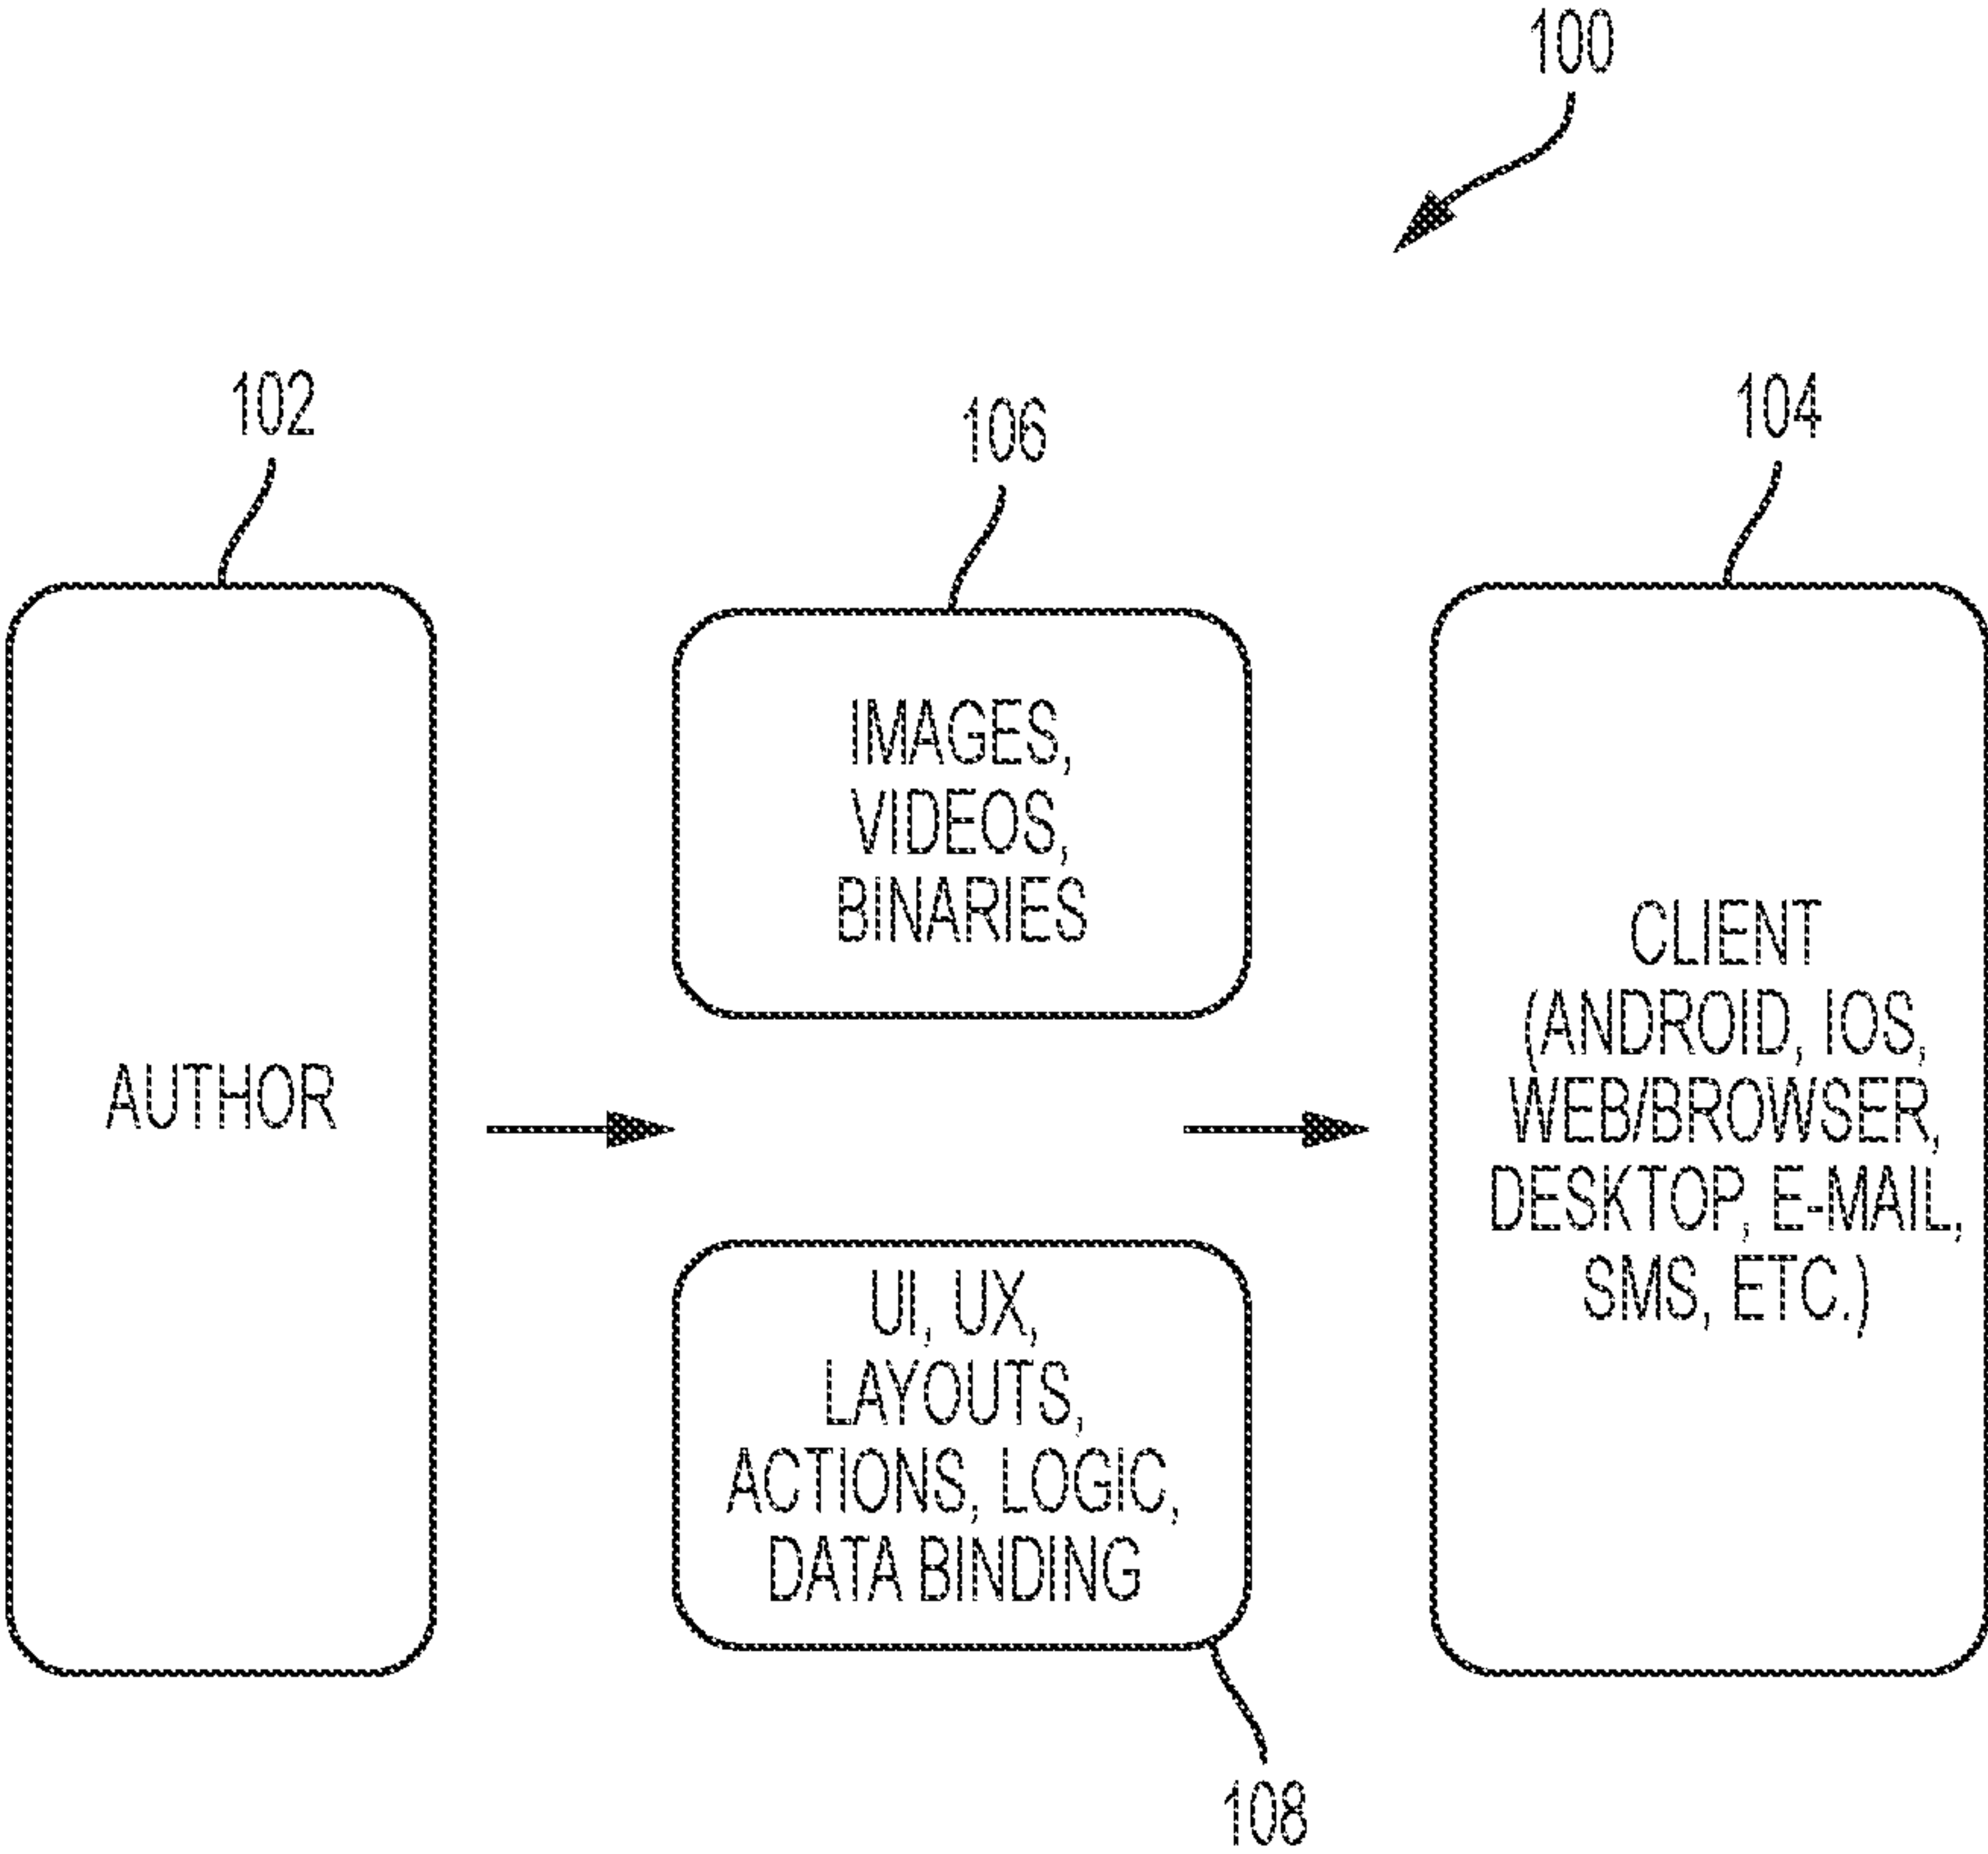 100
102
106
104
AUTHOR
IMAGES,
VIDEOS,
BINARIES
UI, UX,
LAYOUTS,
ACTIONS, LOGIC,
DATA BINDING
CLIENT
(ANDROID, IOS,
WEB/BROWSER,
DESKTOP, E-MAIL,
SMS, ETC.)
108